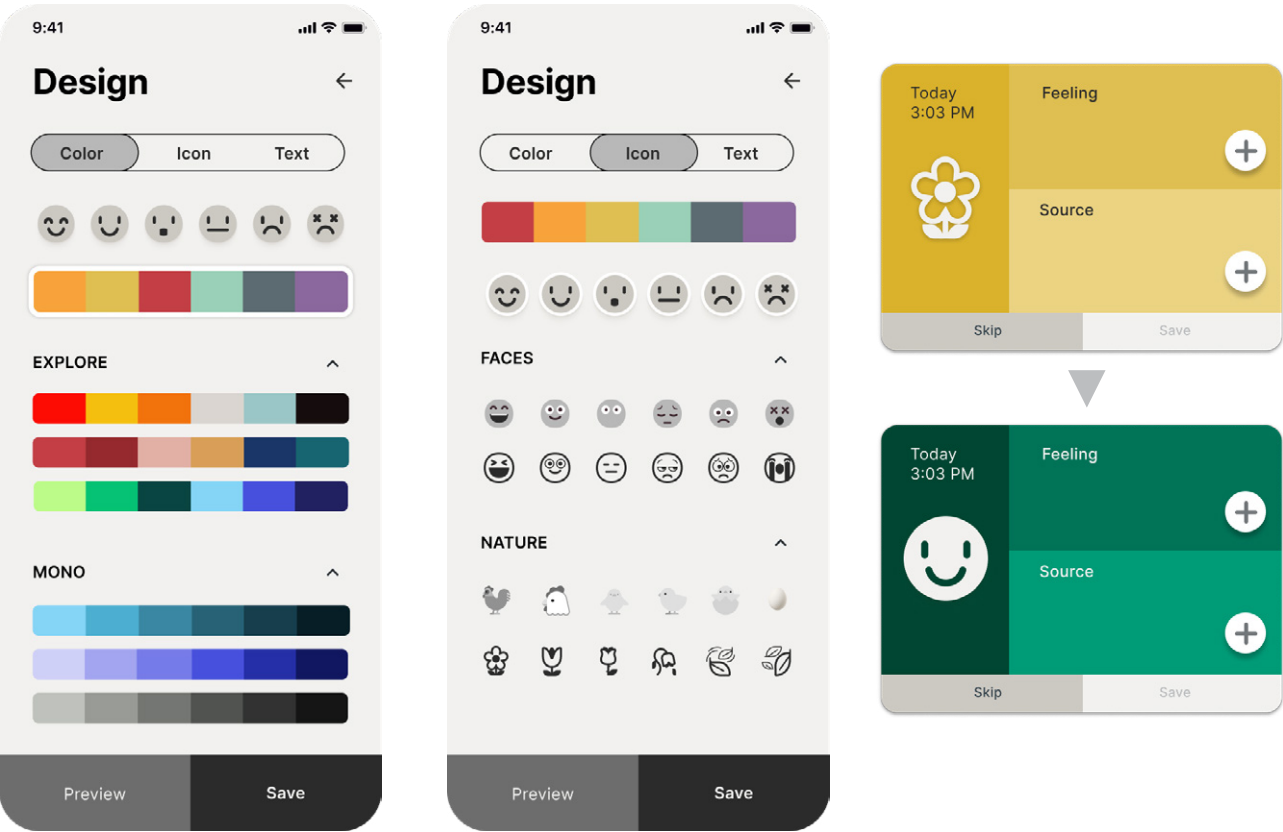 9:41
Design
Color Icon Text
EXPLORE
MONO
Preview Save
9:41
Design
Color Icon Text
FACES
NATURE
Preview Save
Today
3:03 PM
Feeling
Source
Skip Save
Today
3:03 PM
Feeling
Source
Skip Save